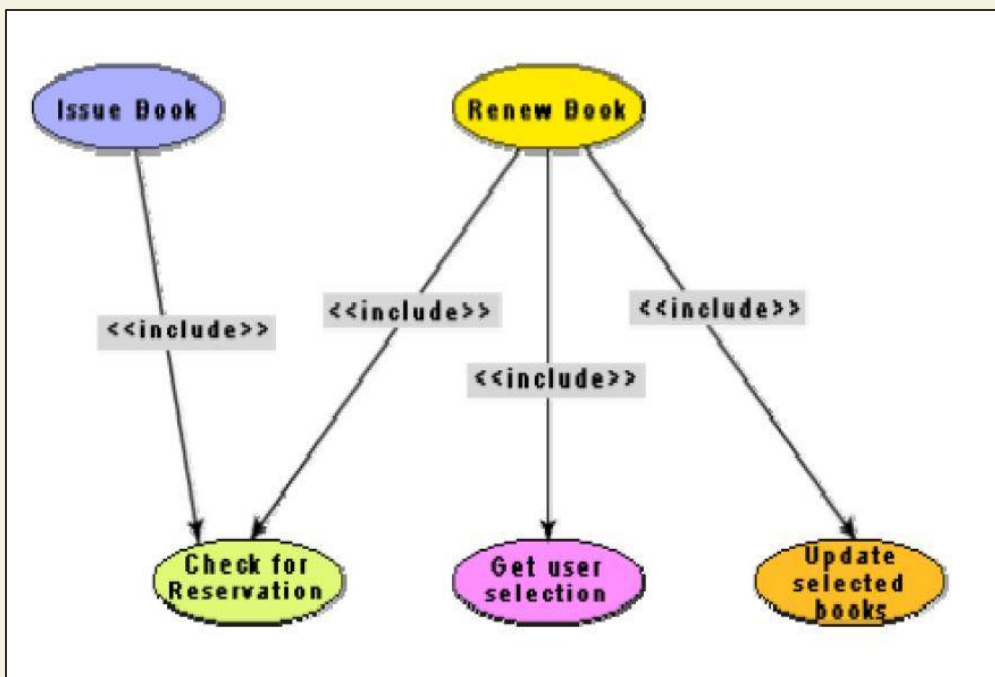 Issue Book
Renew Book
<<include>>
<<include>>
<<include>>
<<include>>
Check for
Reservation
Get user
selection
Update
selected
books